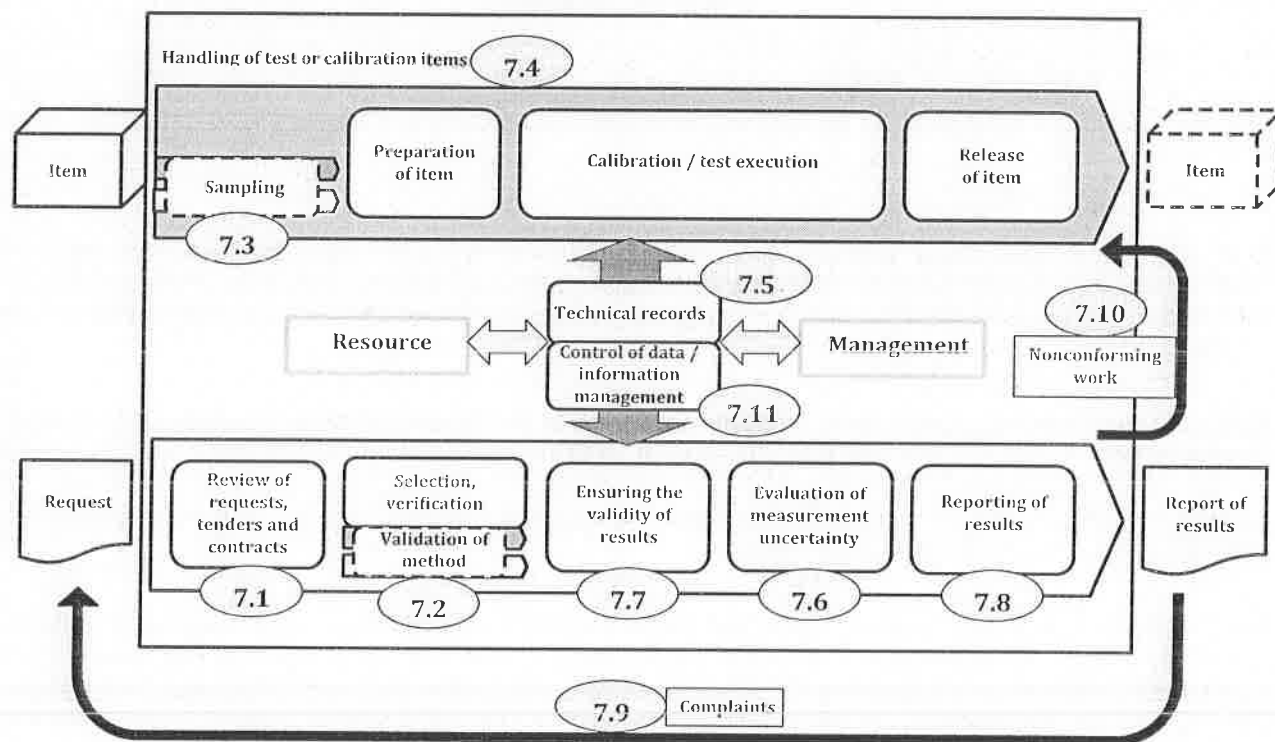 Handling of test or calibration items
7.4
Item
Sampling
7.3
Preparation
of item
Calibration / test execution
Release
of item
Item
7.5
Technical records
Resource
Management
Control of data /
information
management
7.11
7.10
Nonconforming
work
Request
Review of
requests,
tenders and
contracts
7.1
Selection,
verification
Validation of
method
7.2
Ensuring the
validity of
results
7.7
Evaluation of
measurement
uncertainty
7.6
Reporting of
results
7.8
Report of
results
7.9
Complaints